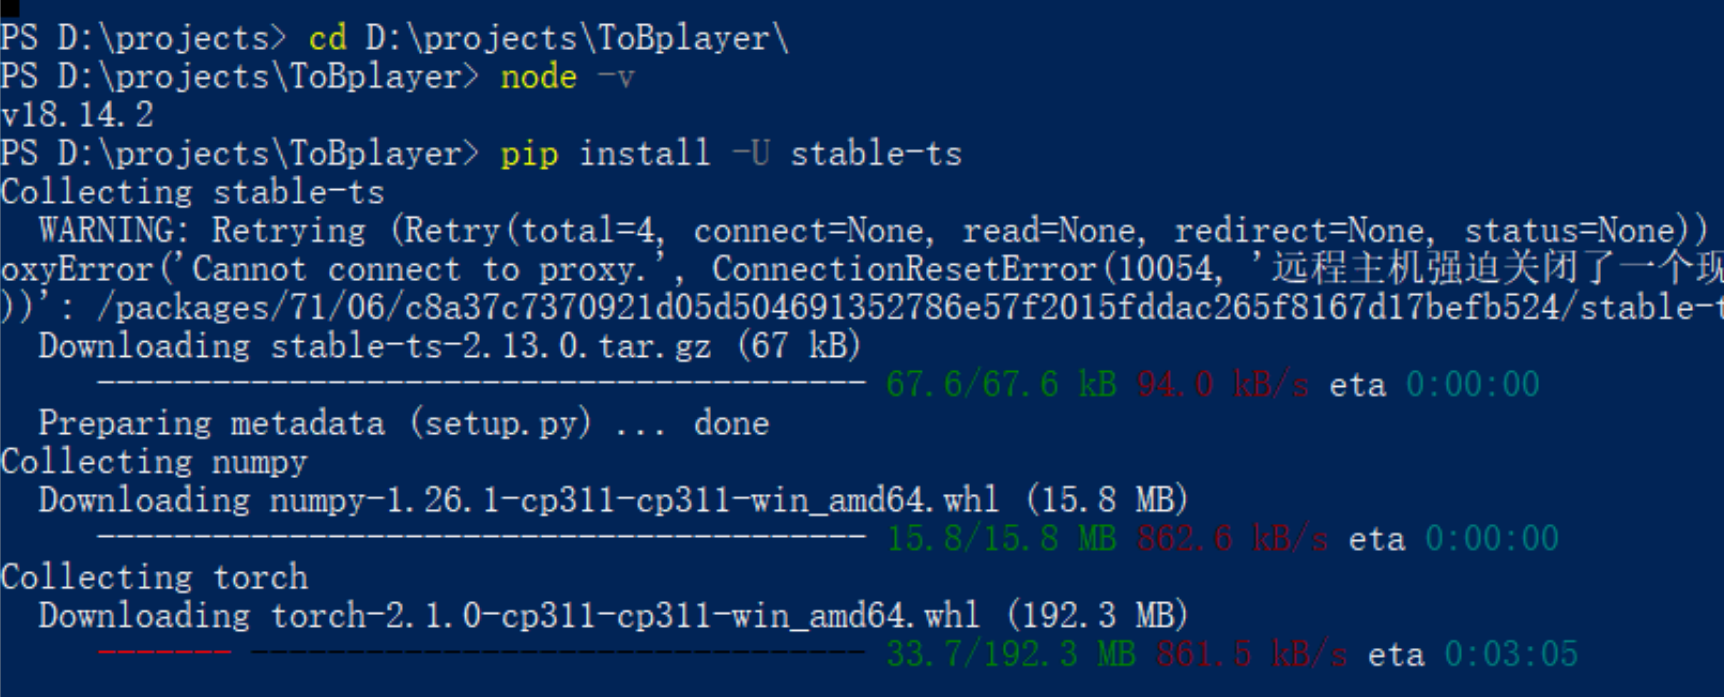 PS D:\projects> cd D:\projects\ToBplayer\
PS D:\projects\ToBplayer> node -v
v18.14.2
PS D:\projects\ToBplayer> pip install -U stable-ts
Collecting stable-ts
  WARNING: Retrying (Retry(total=4, connect=None, read=None, redirect=None, status=None))
oxyError('Cannot connect to proxy.', ConnectionResetError(10054, '远程主机强迫关闭了一个现
))': /packages/71/06/c8a37c7370921d05d504691352786e57f2015fddac265f8167d17befb524/stable-t
  Downloading stable-ts-2.13.0.tar.gz (67 kB)
     ---------------------------------------- 67.6/67.6 kB 94.0 kB/s eta 0:00:00
  Preparing metadata (setup.py) ... done
Collecting numpy
  Downloading numpy-1.26.1-cp311-cp311-win_amd64.whl (15.8 MB)
     ---------------------------------------- 15.8/15.8 MB 862.6 kB/s eta 0:00:00
Collecting torch
  Downloading torch-2.1.0-cp311-cp311-win_amd64.whl (192.3 MB)
     ------- -------------------------------- 33.7/192.3 MB 861.5 kB/s eta 0:03:05